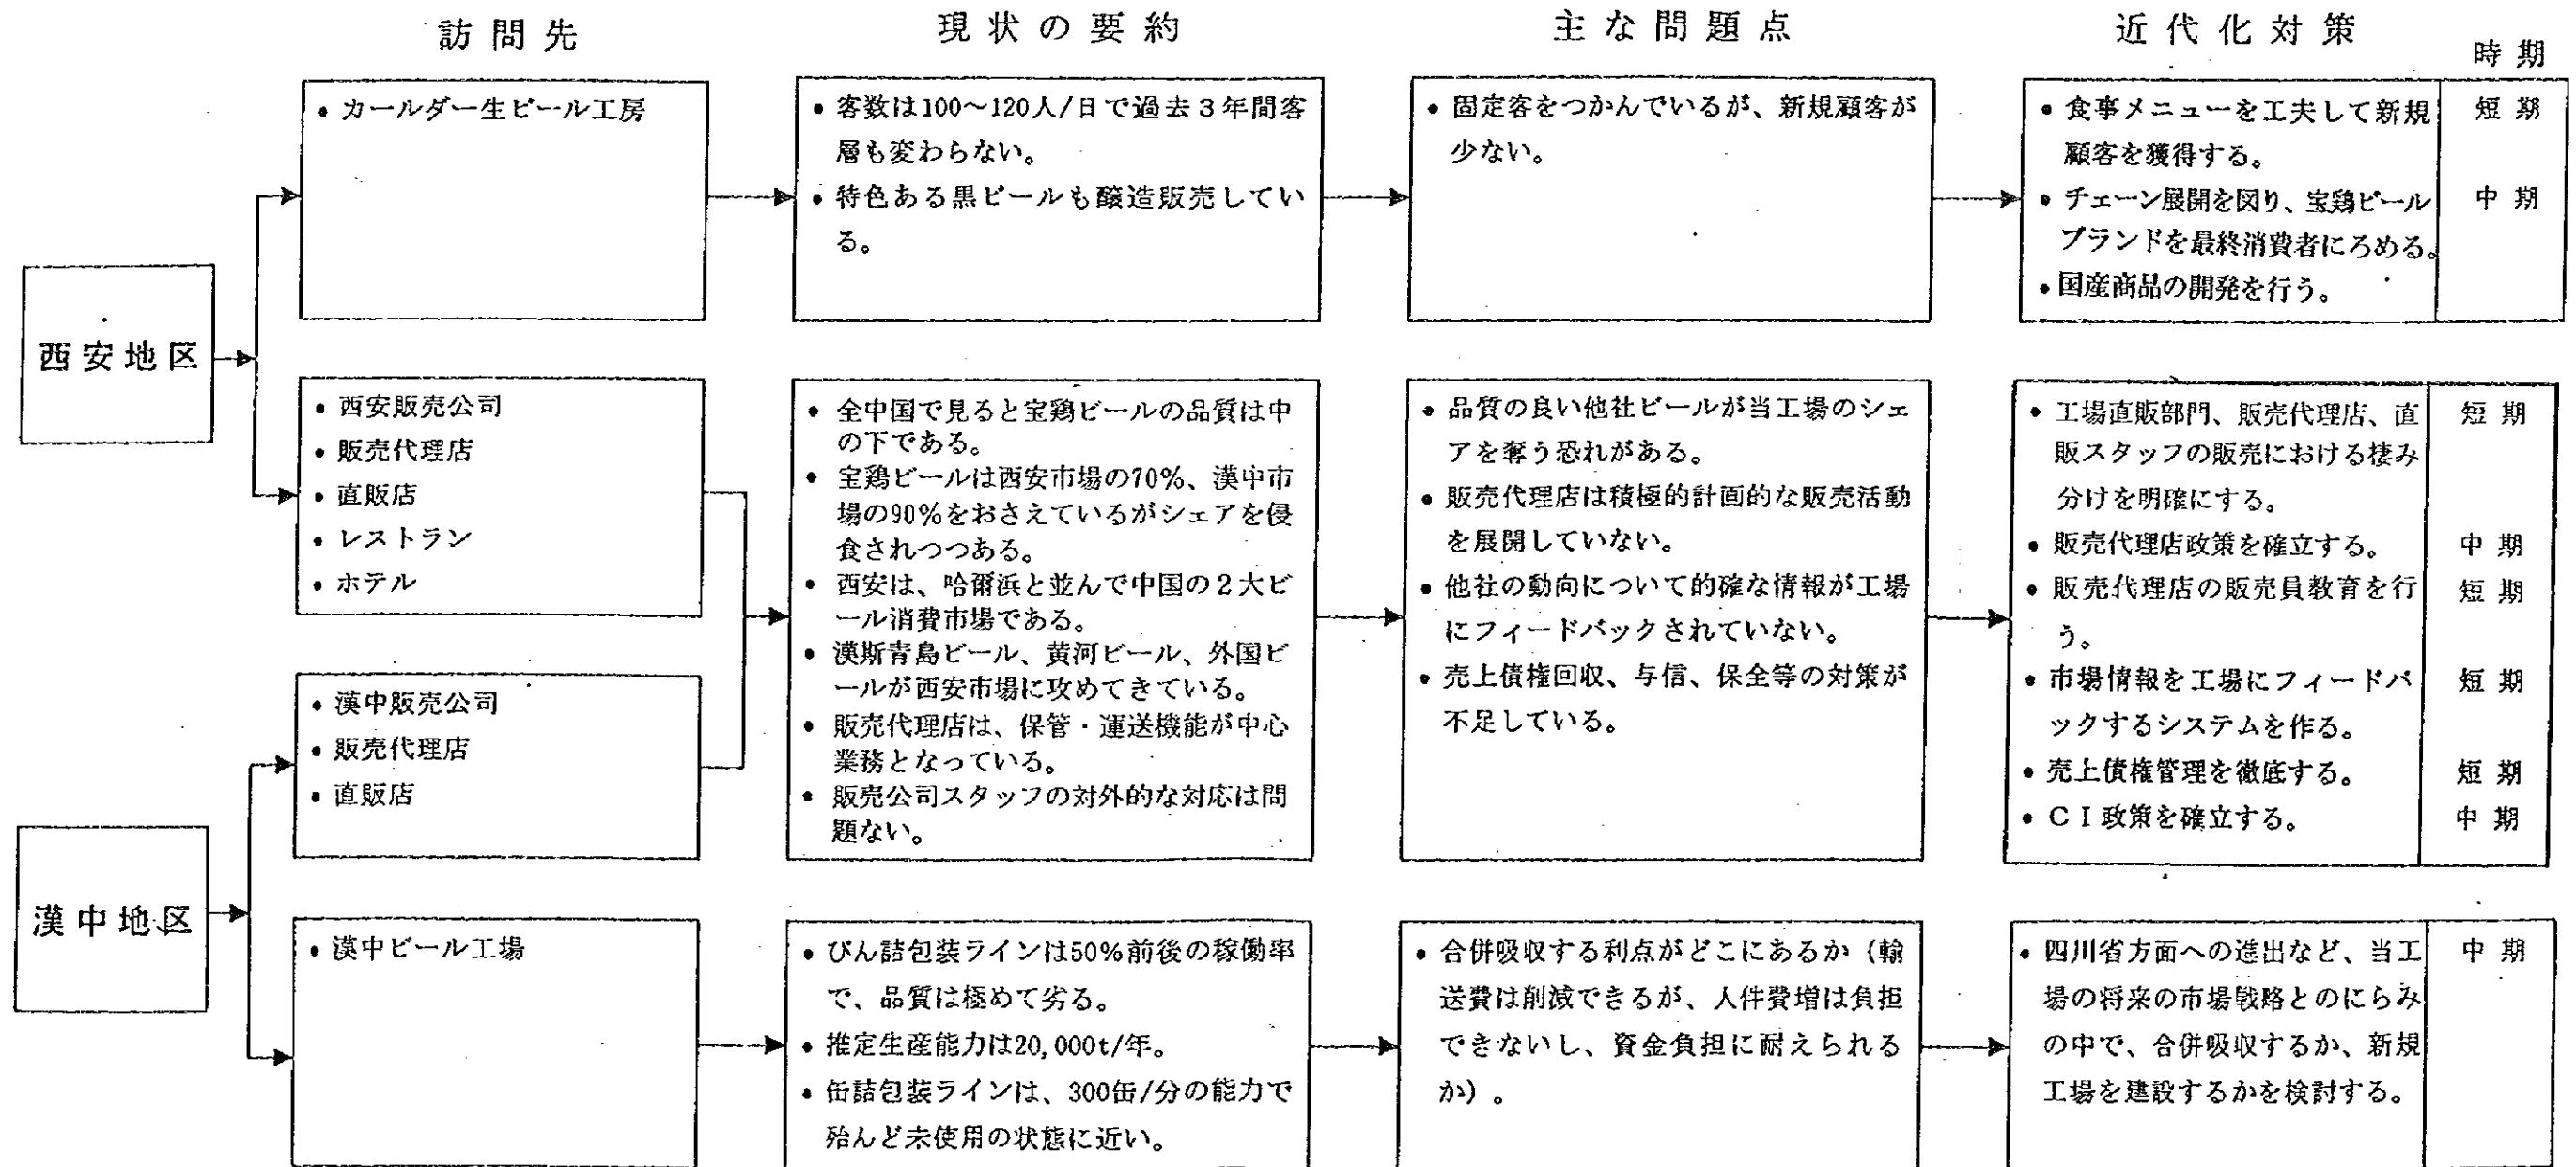 訪問先
現状の要約
主な問題点
近代化対策
時期
西安地区
• カールダー生ビール工房
• 客数は100〜120人/日で過去3年間客
層も変わらない。
• 特色ある黒ビールも醸造販売してい
る。
• 固定客をつかんでいるが、新規顧客が
少ない。
• 食事メニューを工夫して新規
顧客を獲得する。
短期
• チェーン展開を図り、宝鶏ビール
ブランドを最終消費者にろめる。
中期
• 国産商品の開発を行う。
• 西安販売公司
• 販売代理店
• 直販店
• レストラン
• ホテル
漢中地区
• 漢中販売公司
• 販売代理店
• 直販店
• 全中国で見ると宝鶏ビールの品質は中
の下である。
• 宝鶏ビールは西安市場の70%、漢中市
場の90%をおさえているがシェアを侵
食されつつある。
• 西安は、哈爾浜と並んで中国の2大ビ
ール消費市場である。
• 漢斯青島ビール、黄河ビール、外国ビ
ールが西安市場に攻めてきている。
• 販売代理店は、保管・運送機能が中心
業務となっている。
• 販売公司スタッフの対外的な対応は問
題ない。
• 品質の良い他社ビールが当工場のシェ
アを奪う恐れがある。
• 販売代理店は積極的計画的な販売活動
を展開していない。
• 他社の動向について的確な情報が工場
にフィードバックされていない。
• 売上債権回収、与信、保全等の対策が
不足している。
• 工場直販部門、販売代理店、直
販スタッフの販売における棲み
分けを明確にする。
短期
• 販売代理店政策を確立する。
中期
• 販売代理店の販売員教育を行
う。
短期
• 市場情報を工場にフィードバ
ックするシステムを作る。
短期
• 売上債権管理を徹底する。
短期
• CI政策を確立する。
中期
• 漢中ビール工場
• びん詰包装ラインは50%前後の稼働率
で、品質は極めて劣る。
• 推定生産能力は20,000t/年。
• 缶詰包装ラインは、300缶/分の能力で
殆んど未使用の状態に近い。
• 合併吸収する利点がどこにあるか（輸
送費は削減できるが、人件費増は負担
できないし、資金負担に耐えられる
か）。
• 四川省方面への進出など、当工
場の将来の市場戦略とのにらみ
の中で、合併吸収するか、新規
工場を建設するかを検討する。
中期